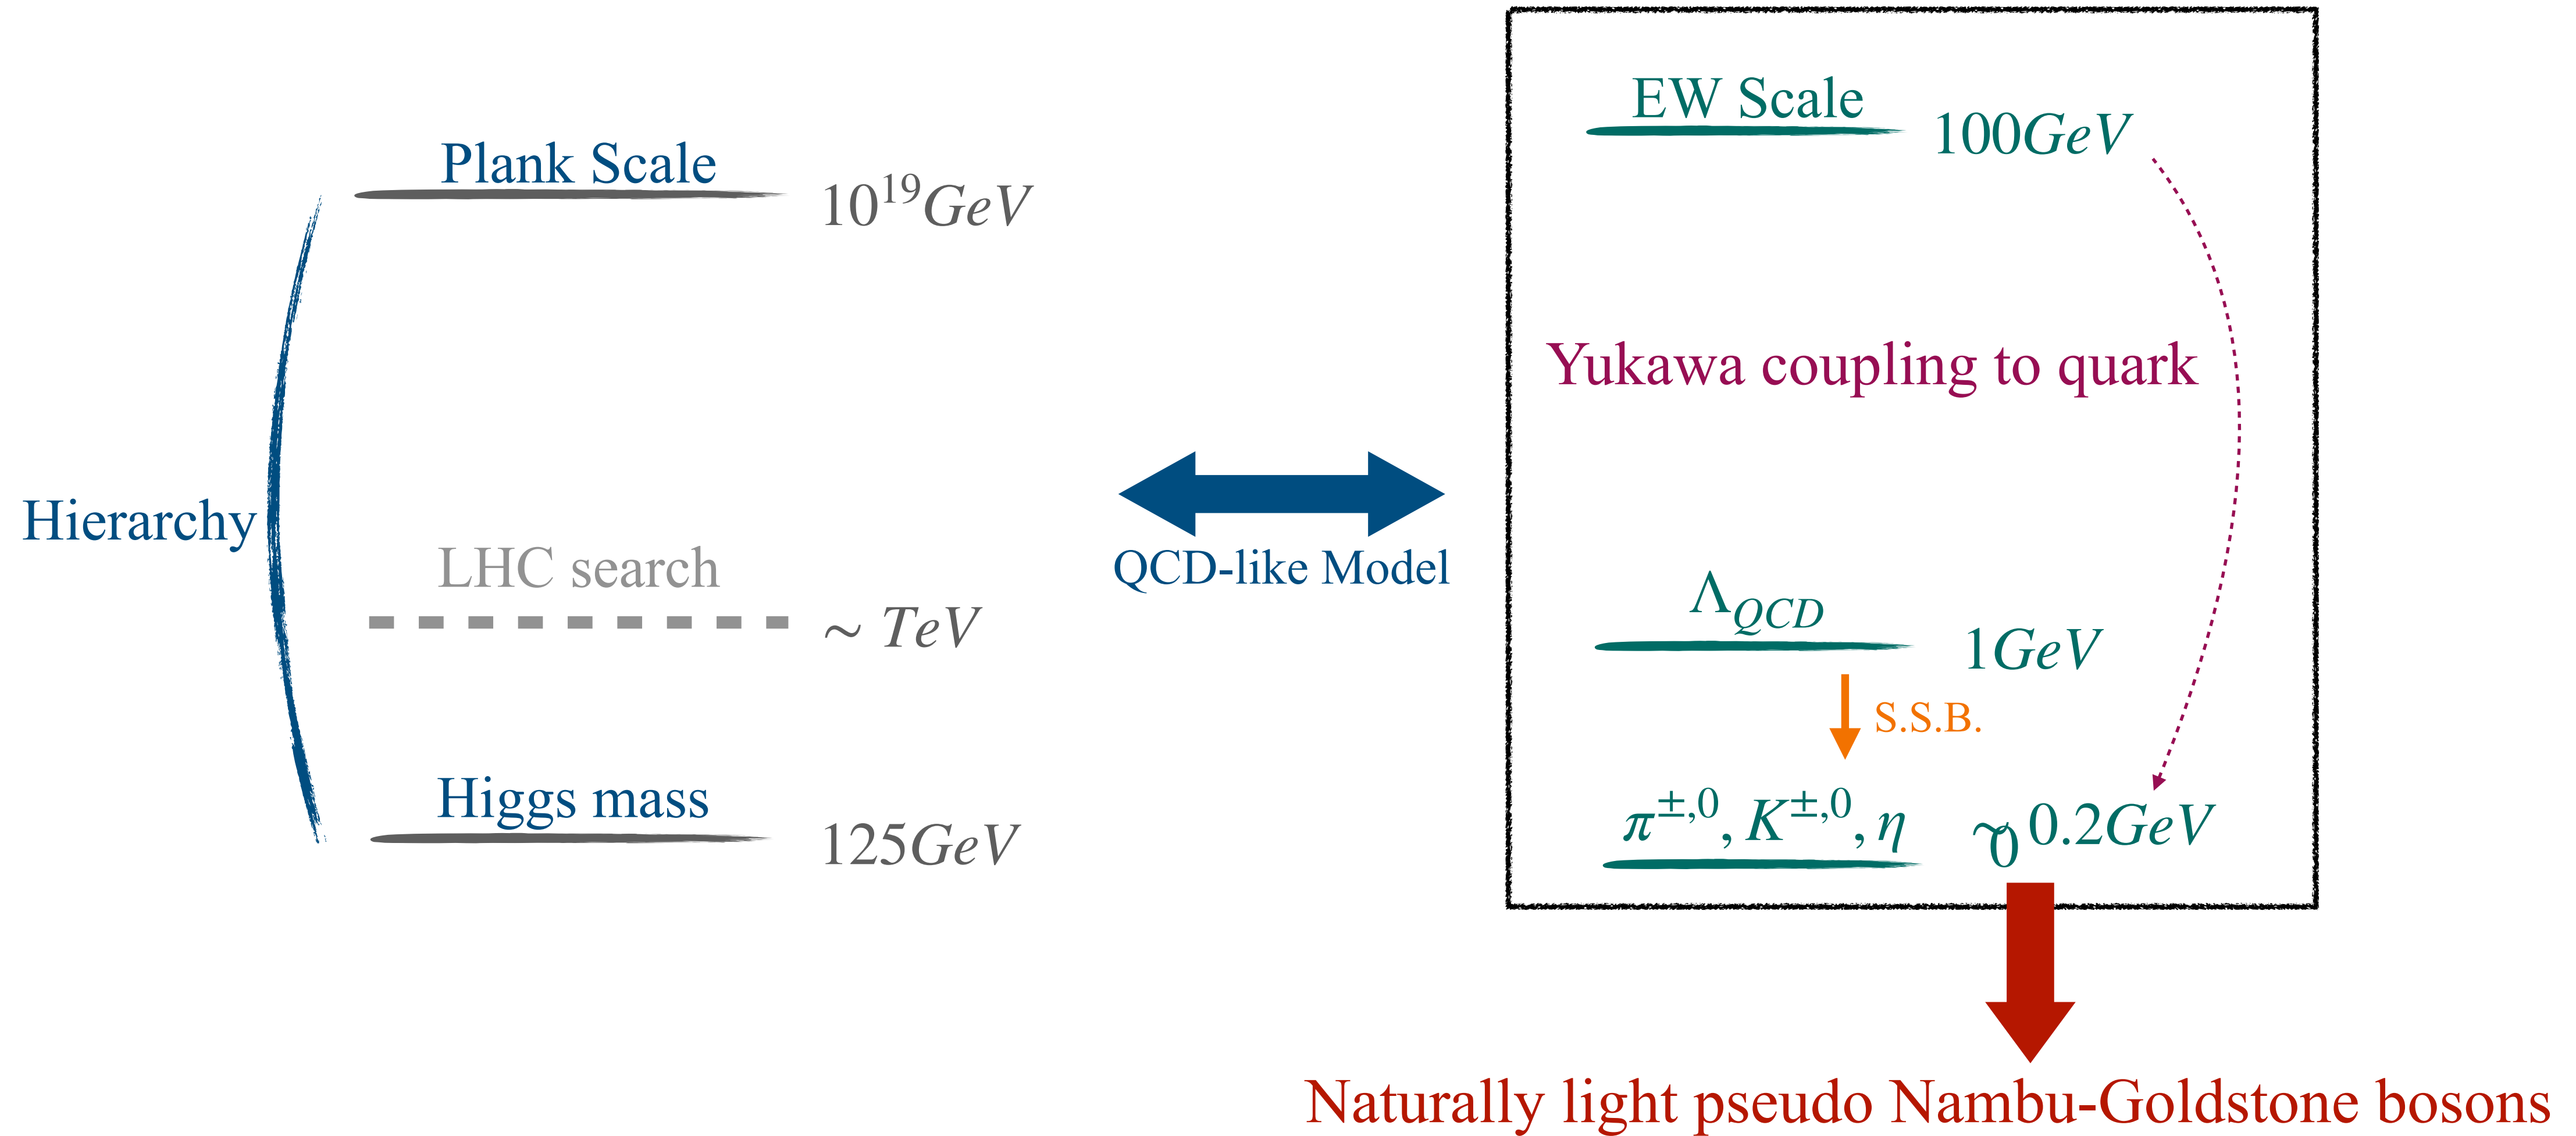 Plank Scale
10^19 GeV
Hierarchy
LHC search
~ TeV
Higgs mass
125GeV
QCD-like Model
EW Scale
100GeV
Yukawa coupling to quark
Λ_QCD
1GeV
S.S.B.
π^±,0, K^±,0, η
~ 0 0.2GeV
Naturally light pseudo Nambu-Goldstone bosons